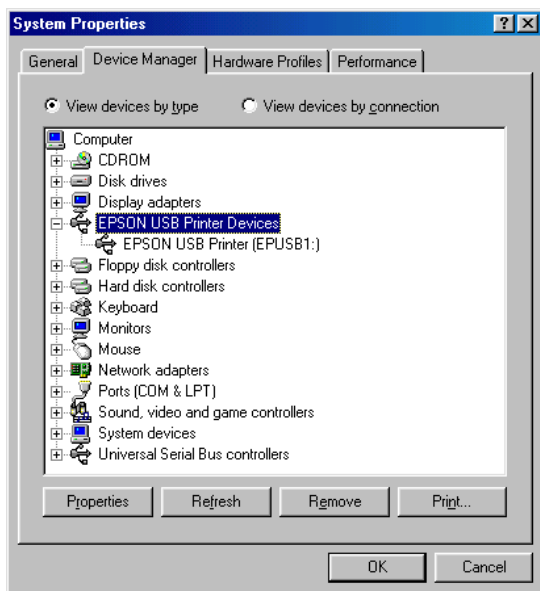 System Properties
General Device Manager Hardware Profiles Performance
View devices by type View devices by connection
Computer
CDROM
Disk drives
Display adapters
EPSON USB Printer Devices
EPSON USB Printer (EPUSB1:)
Floppy disk controllers
Hard disk controllers
Keyboard
Monitors
Mouse
Network adapters
Ports (COM & LPT)
Sound, video and game controllers
System devices
Universal Serial Bus controllers
Properties Refresh Remove Print...
OK Cancel